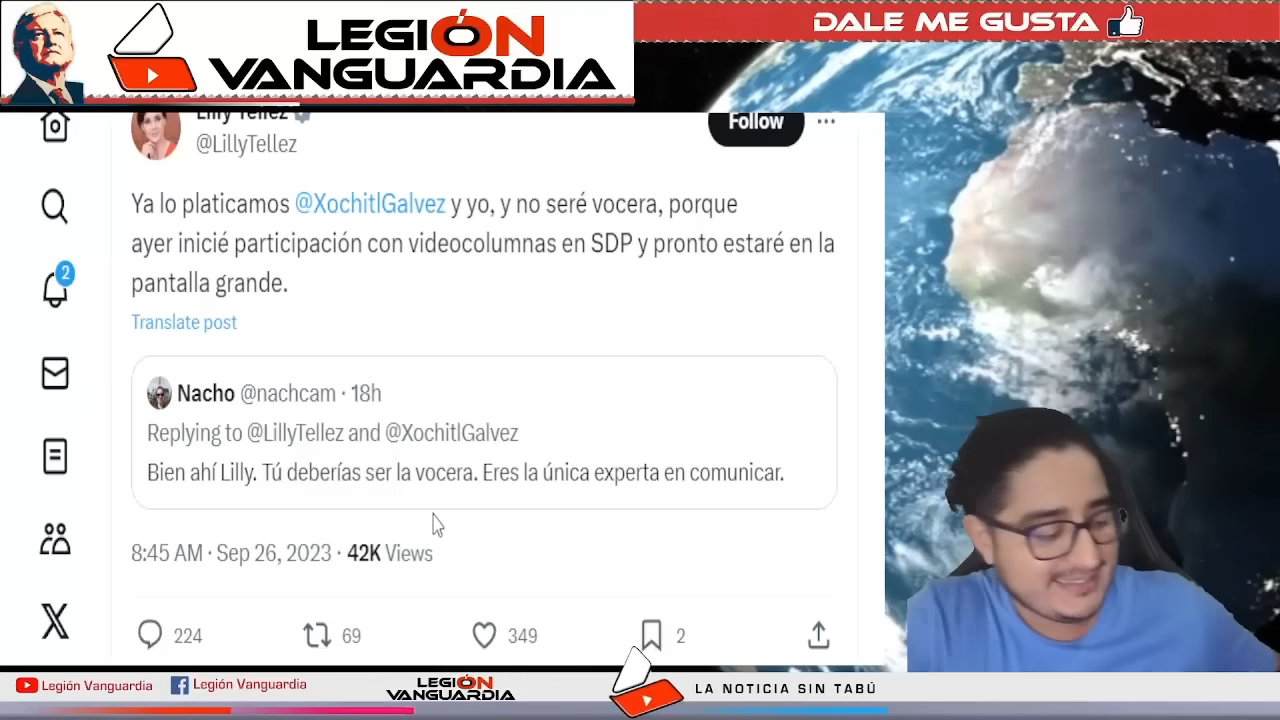 LEGIÓN
VANGUARDIA
DALE ME GUSTA
Lilly Tellez
@LillyTellez
Follow
Ya lo platicamos @XochitlGalvez y yo, y no seré vocera, porque
ayer inicié participación con videocolumnas en SDP y pronto estaré en la
pantalla grande.
Translate post
2
Nacho @nachcam · 18h
Replying to @LillyTellez and @XochitlGalvez
Bien ahí Lilly. Tú deberías ser la vocera. Eres la única experta en comunicar.
8:45 AM · Sep 26, 2023 · 42K Views
224
69
349
2
Legión Vanguardia
Legión Vanguardia
LEGIÓN
VANGUARDIA
LA NOTICIA SIN TABÚ